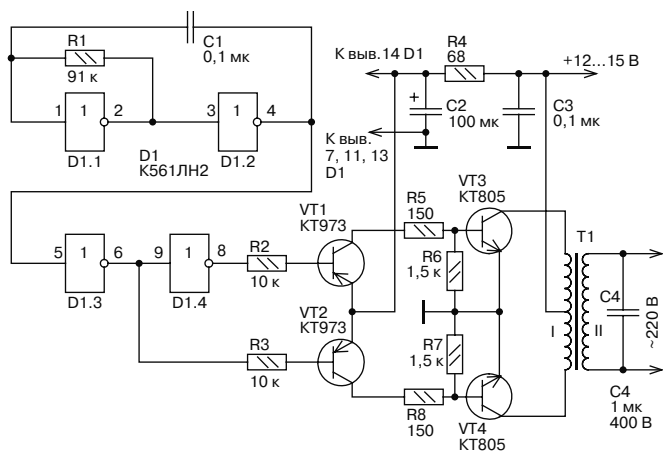 C1
0,1 мк
R1
91 к
1
1
2
D1.1
D1
К561ЛН2
3
1
4
D1.2
К выв.14 D1
R4
68
+12...15 В
+
C2
100 мк
C3
0,1 мк
К выв.
7, 11, 13
D1
5
1
6
D1.3
9
1
8
D1.4
R2
10 к
R3
10 к
VT1
КТ973
VT2
КТ973
R5
150
R6
1,5 к
R7
1,5 к
R8
150
VT3
КТ805
VT4
КТ805
T1
I
II
C4
~220 В
C4
1 мк
400 В